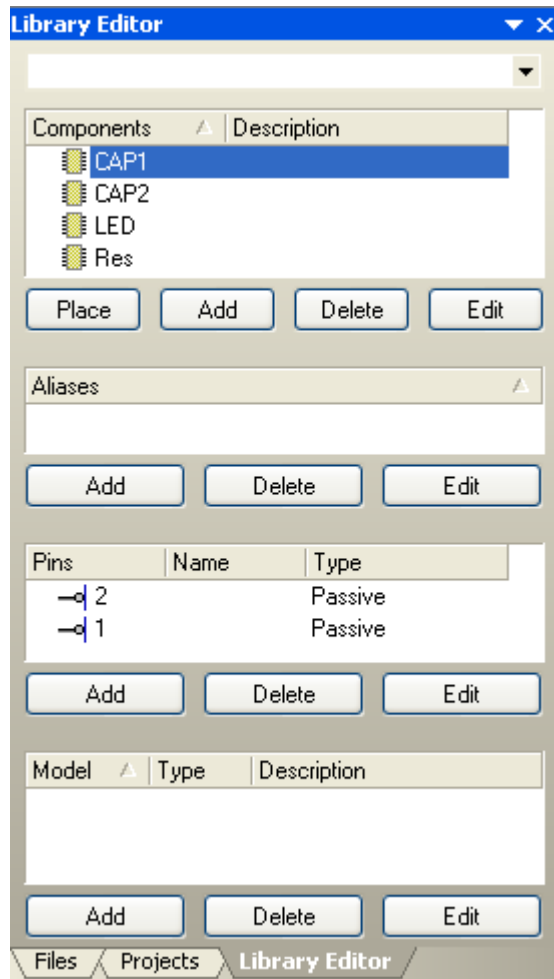 Library Editor
Components Description
CAP1
CAP2
LED
Res
Place Add Delete Edit
Aliases
Add Delete Edit
Pins Name Type
2 Passive
1 Passive
Add Delete Edit
Model Type Description
Add Delete Edit
Files Projects Library Editor